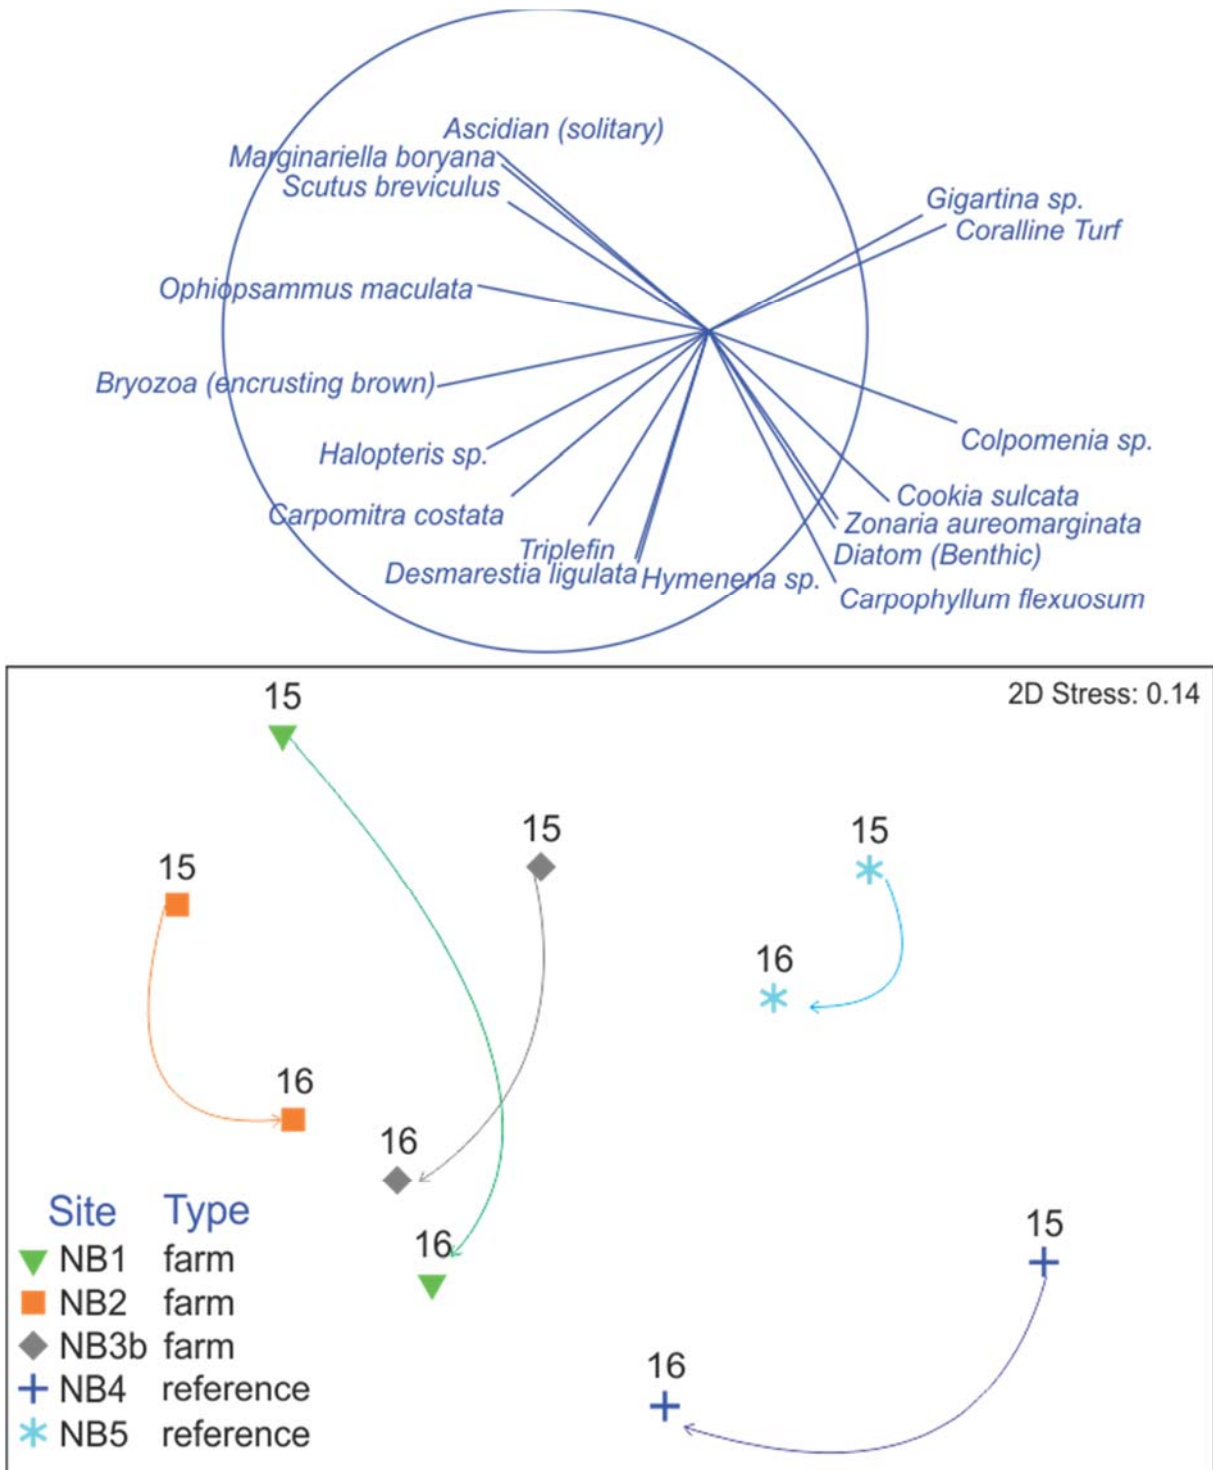 Ascidian (solitary)
Marginariella boryana
Scutus breviculus
Gigartina sp.
Coralline Turf
Ophiopsammus maculata
Bryozoa (encrusting brown)
Halopteris sp.
Colpomenia sp.
Carpomitra costata
Cookia sulcata
Zonaria aureomarginata
Triplefin
Diatom (Benthic)
Desmarestia ligulata
Hymenena sp.
Carpophyllum flexuosum
2D Stress: 0.14
15
15
15
15
16
16
16
16
15
16
Site Type
NB1 farm
NB2 farm
NB3b farm
NB4 reference
NB5 reference